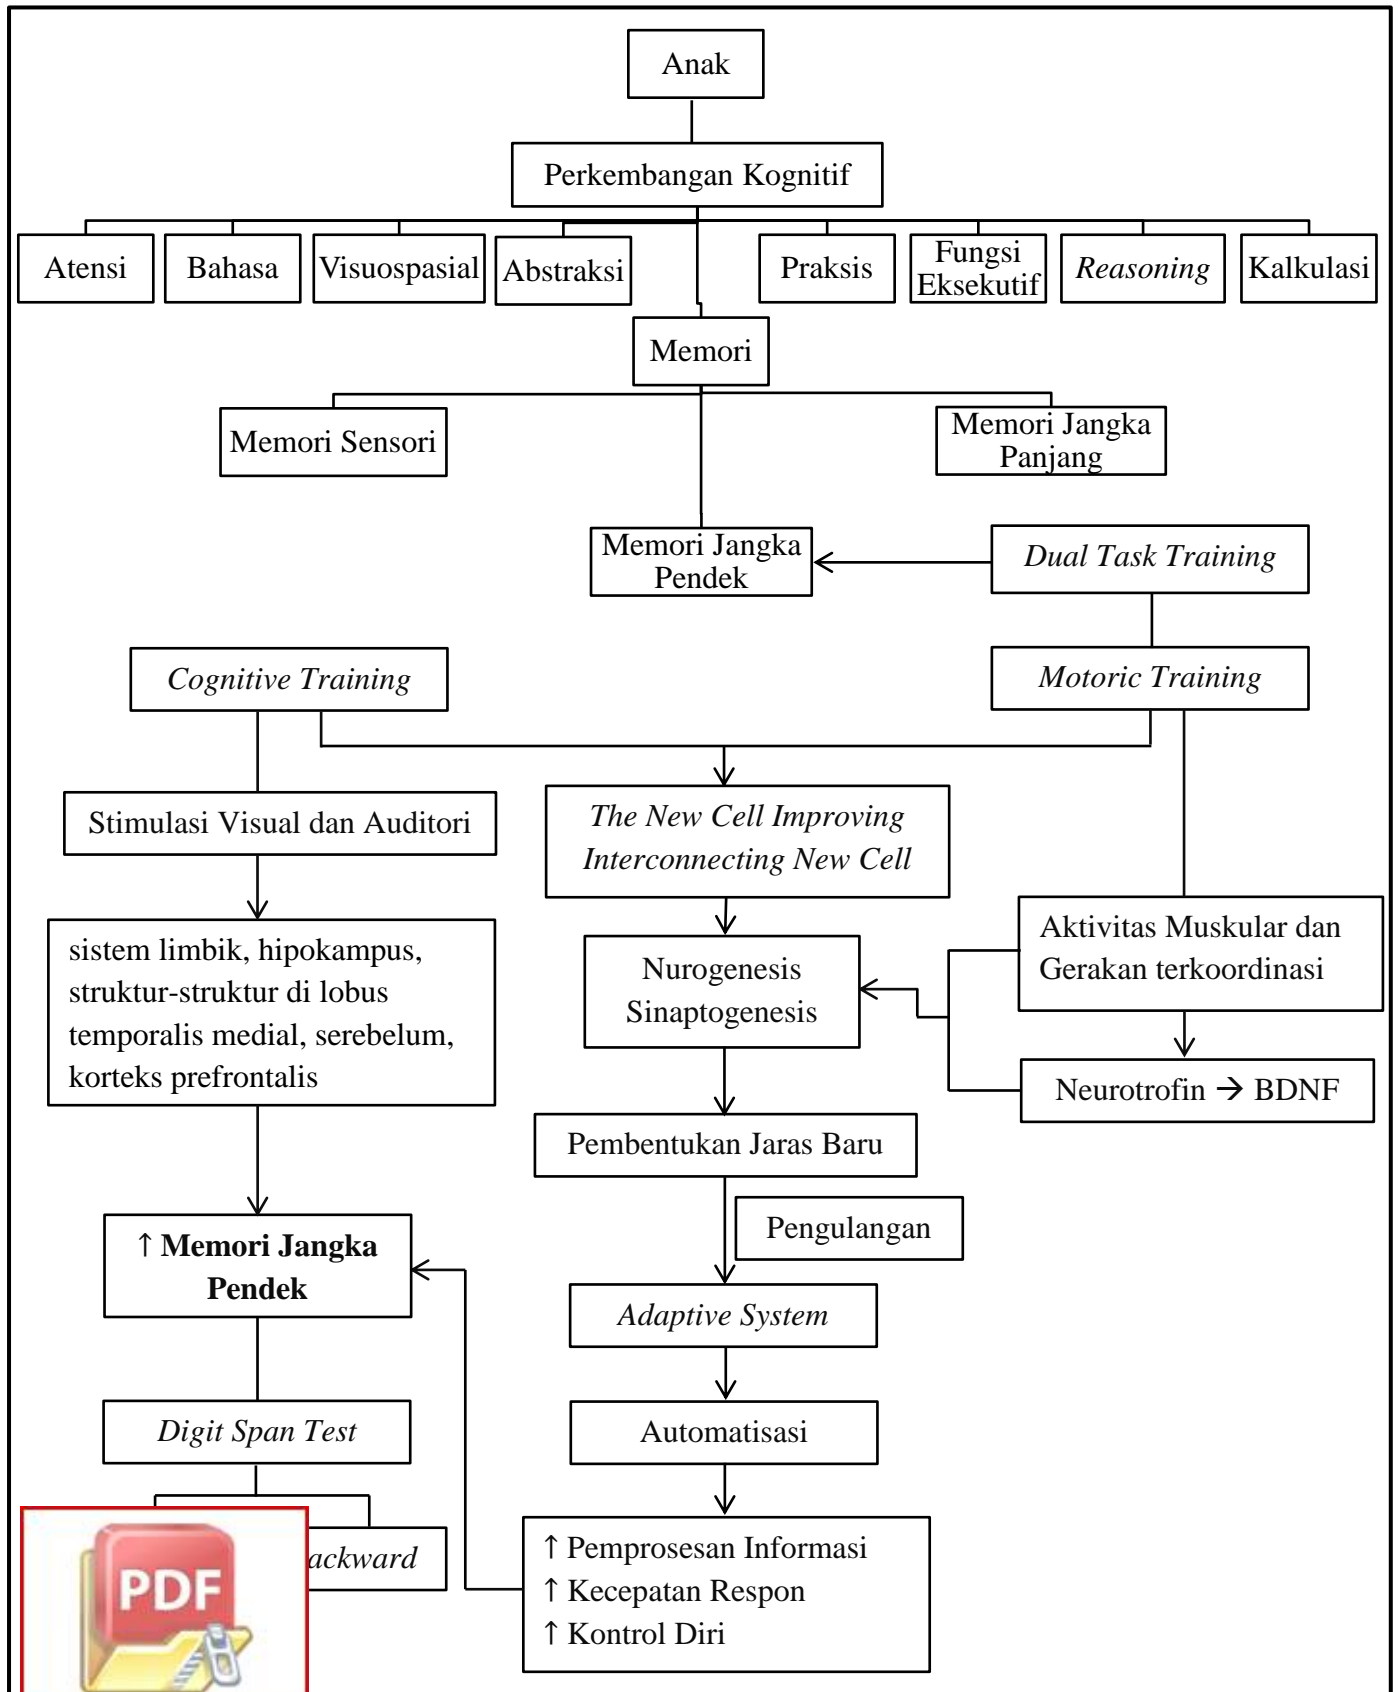 Anak
Perkembangan Kognitif
Atensi
Bahasa
Visuospasial
Abstraksi
Praksis
Fungsi
Eksekutif
Reasoning
Kalkulasi
Memori
Memori Sensori
Memori Jangka
Panjang
Memori Jangka
Pendek
Dual Task Training
Cognitive Training
Motoric Training
Stimulasi Visual dan Auditori
The New Cell Improving
Interconnecting New Cell
sistem limbik, hipokampus,
struktur-struktur di lobus
temporalis medial, serebelum,
korteks prefrontalis
Nurogenesis
Sinaptogenesis
Aktivitas Muskular dan
Gerakan terkoordinasi
Neurotrofin → BDNF
Pembentukan Jaras Baru
Pengulangan
↑ Memori Jangka
Pendek
Adaptive System
Digit Span Test
Automatisasi
ackward
↑ Pemprosesan Informasi
↑ Kecepatan Respon
↑ Kontrol Diri
PDF